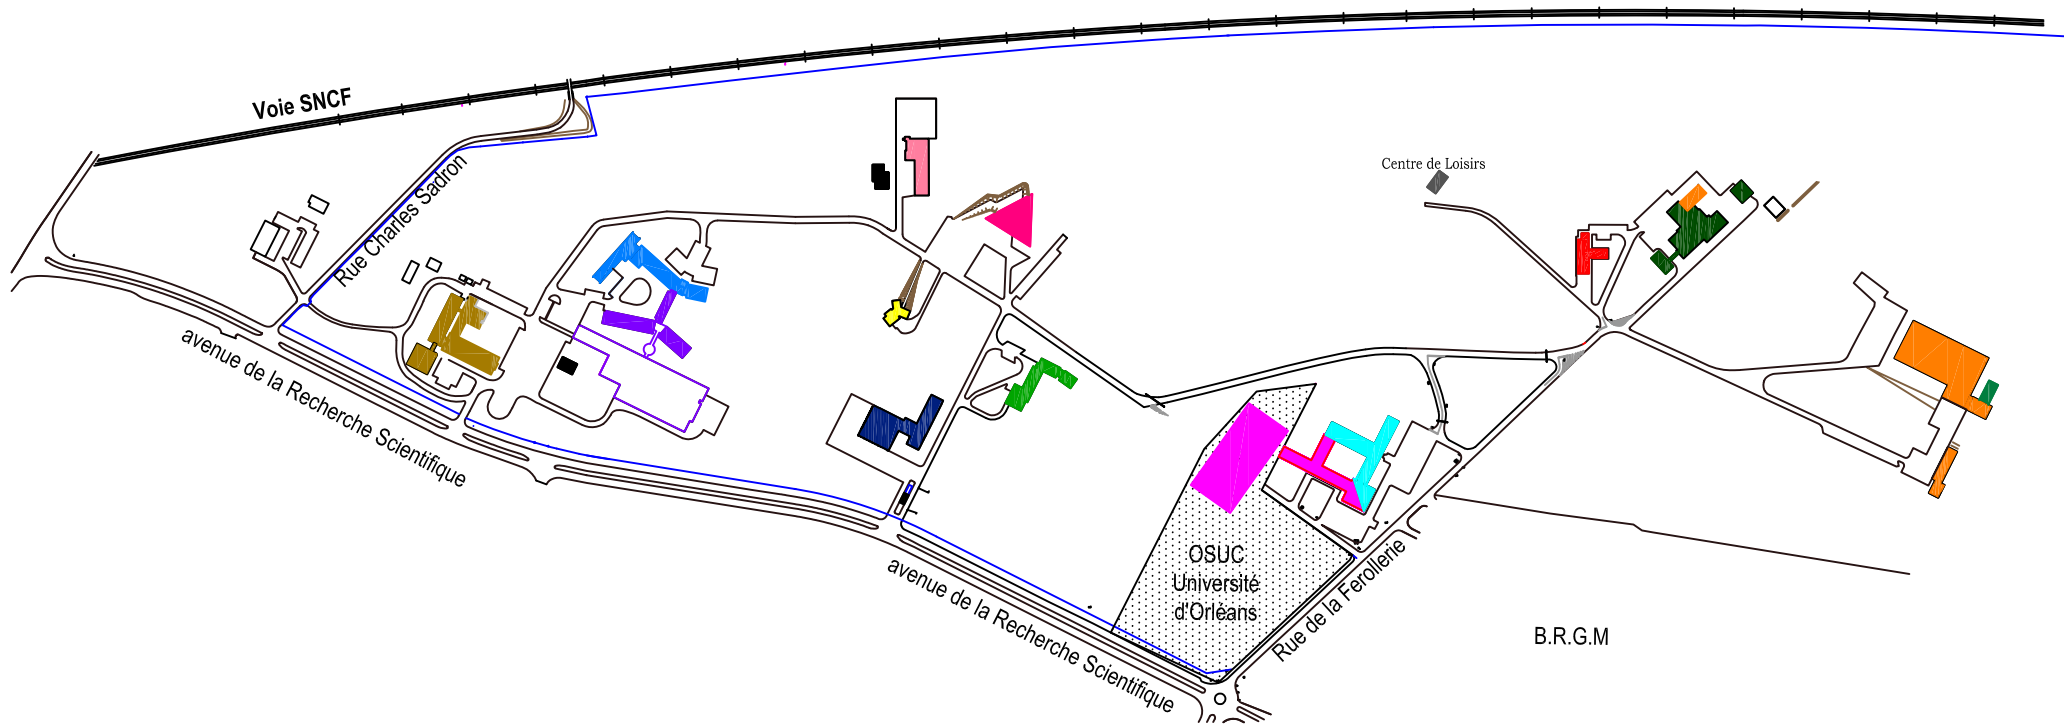 Voie SNCF
Centre de Loisirs
Rue Charles Sadron
avenue de la Recherche Scientifique
OSUC
Université
d'Orléans
Rue de la Ferollerie
avenue de la Recherche Scientifique
B.R.G.M